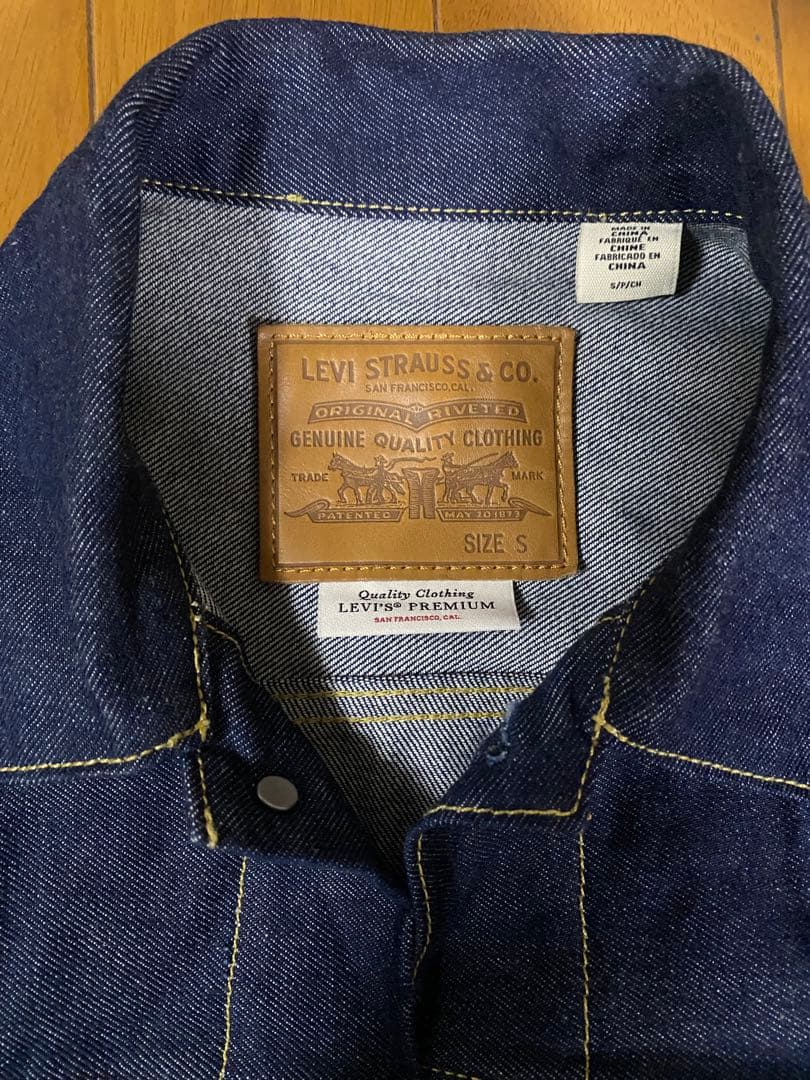 MADE IN
CHINA
FABRIQUÉ EN
CHINE
FABRICADO EN
CHINA
S/P/CH
LEVI STRAUSS & CO.
SAN FRANCISCO, CAL.
ORIGINAL RIVETED
GENUINE QUALITY CLOTHING
TRADE MARK
PATENTED MAY 20 1873
SIZE S
Quality Clothing
LEVI'S® PREMIUM
SAN FRANCISCO, CAL.